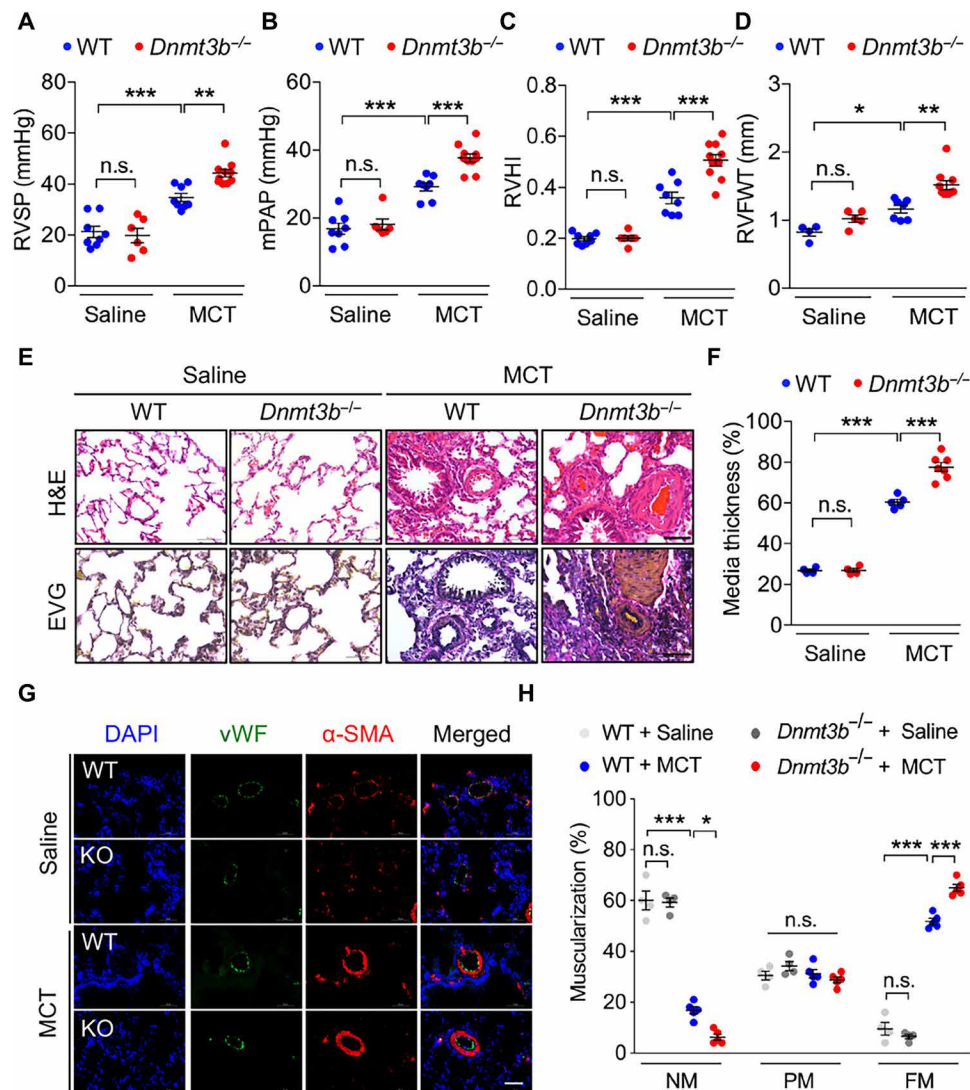 A
WT Dnmt3b−/−
RVSP (mmHg)
80
60
40
20
0
***
**
n.s.
Saline MCT
B
WT Dnmt3b−/−
mPAP (mmHg)
60
40
20
0
***
***
n.s.
Saline MCT
C
WT Dnmt3b−/−
RVHI
0.6
0.4
0.2
0.0
***
***
n.s.
Saline MCT
D
WT Dnmt3b−/−
RVFWT (mm)
3
2
1
0
*
**
n.s.
Saline MCT
E
Saline MCT
WT Dnmt3b−/− WT Dnmt3b−/−
H&E
EVG
F
WT Dnmt3b−/−
Media thickness (%)
100
80
60
40
20
0
***
***
n.s.
Saline MCT
G
DAPI vWF α-SMA Merged
Saline
WT
KO
MCT
WT
KO
H
WT + Saline Dnmt3b−/− + Saline
WT + MCT Dnmt3b−/− + MCT
Muscularization (%)
100
80
60
40
20
0
***
*
n.s.
n.s.
***
***
n.s.
NM PM FM